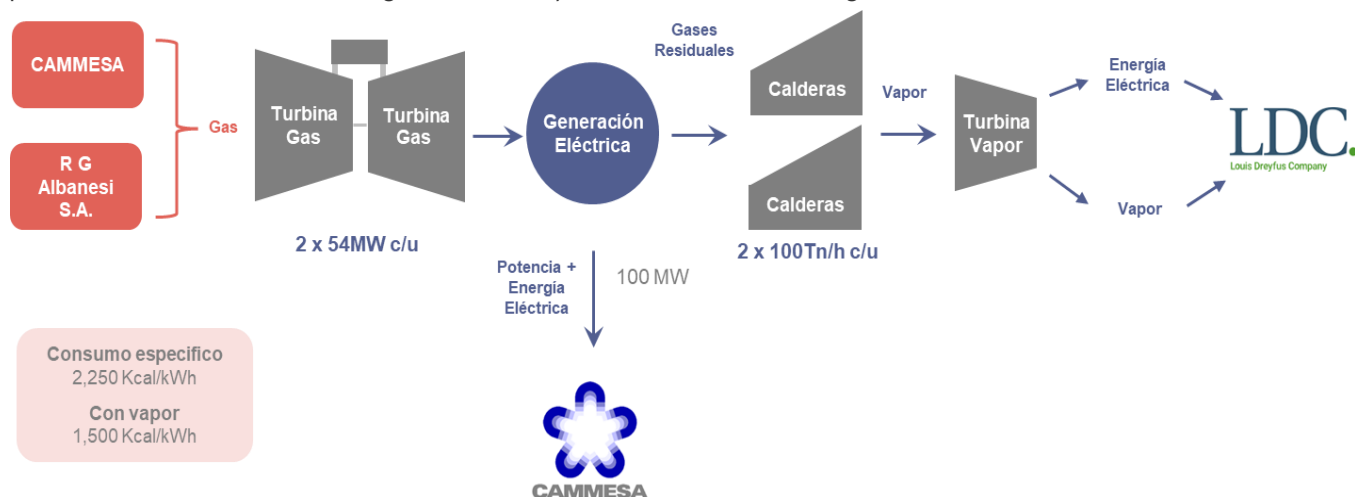 CAMMESA
R G
Albanesi
S.A.
Gas
Turbina
Gas
Turbina
Gas
2 x 54MW c/u
Generación
Eléctrica
Gases
Residuales
Calderas
Calderas
2 x 100Tn/h c/u
Vapor
Turbina
Vapor
Energía
Eléctrica
Vapor
LDC.
Louis Dreyfus Company
Potencia +
Energía
Eléctrica
100 MW
CAMMESA
Consumo especifico
2,250 Kcal/kWh
Con vapor
1,500 Kcal/kWh